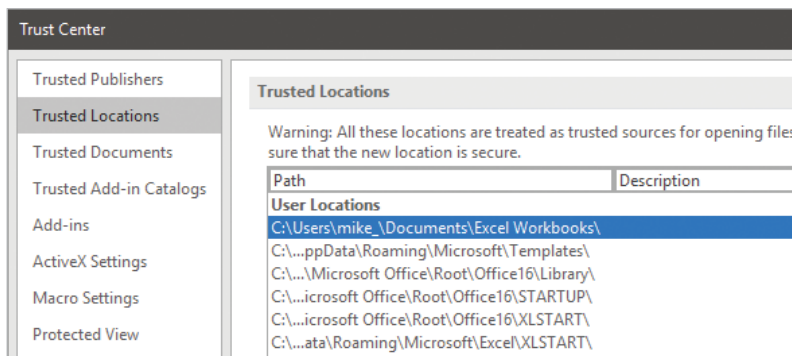 Trust Center
Trusted Publishers
Trusted Locations
Trusted Documents
Trusted Add-in Catalogs
Add-ins
ActiveX Settings
Macro Settings
Protected View
Trusted Locations
Warning: All these locations are treated as trusted sources for opening files
sure that the new location is secure.
Path Description
User Locations
C:\Users\mike_\Documents\Excel Workbooks\
C:\...ppData\Roaming\Microsoft\Templates\
C:\...\Microsoft Office\Root\Office16\Library\
C:\...icrosoft Office\Root\Office16\STARTUP\
C:\...icrosoft Office\Root\Office16\XLSTART\
C:\...ata\Roaming\Microsoft\Excel\XLSTART\